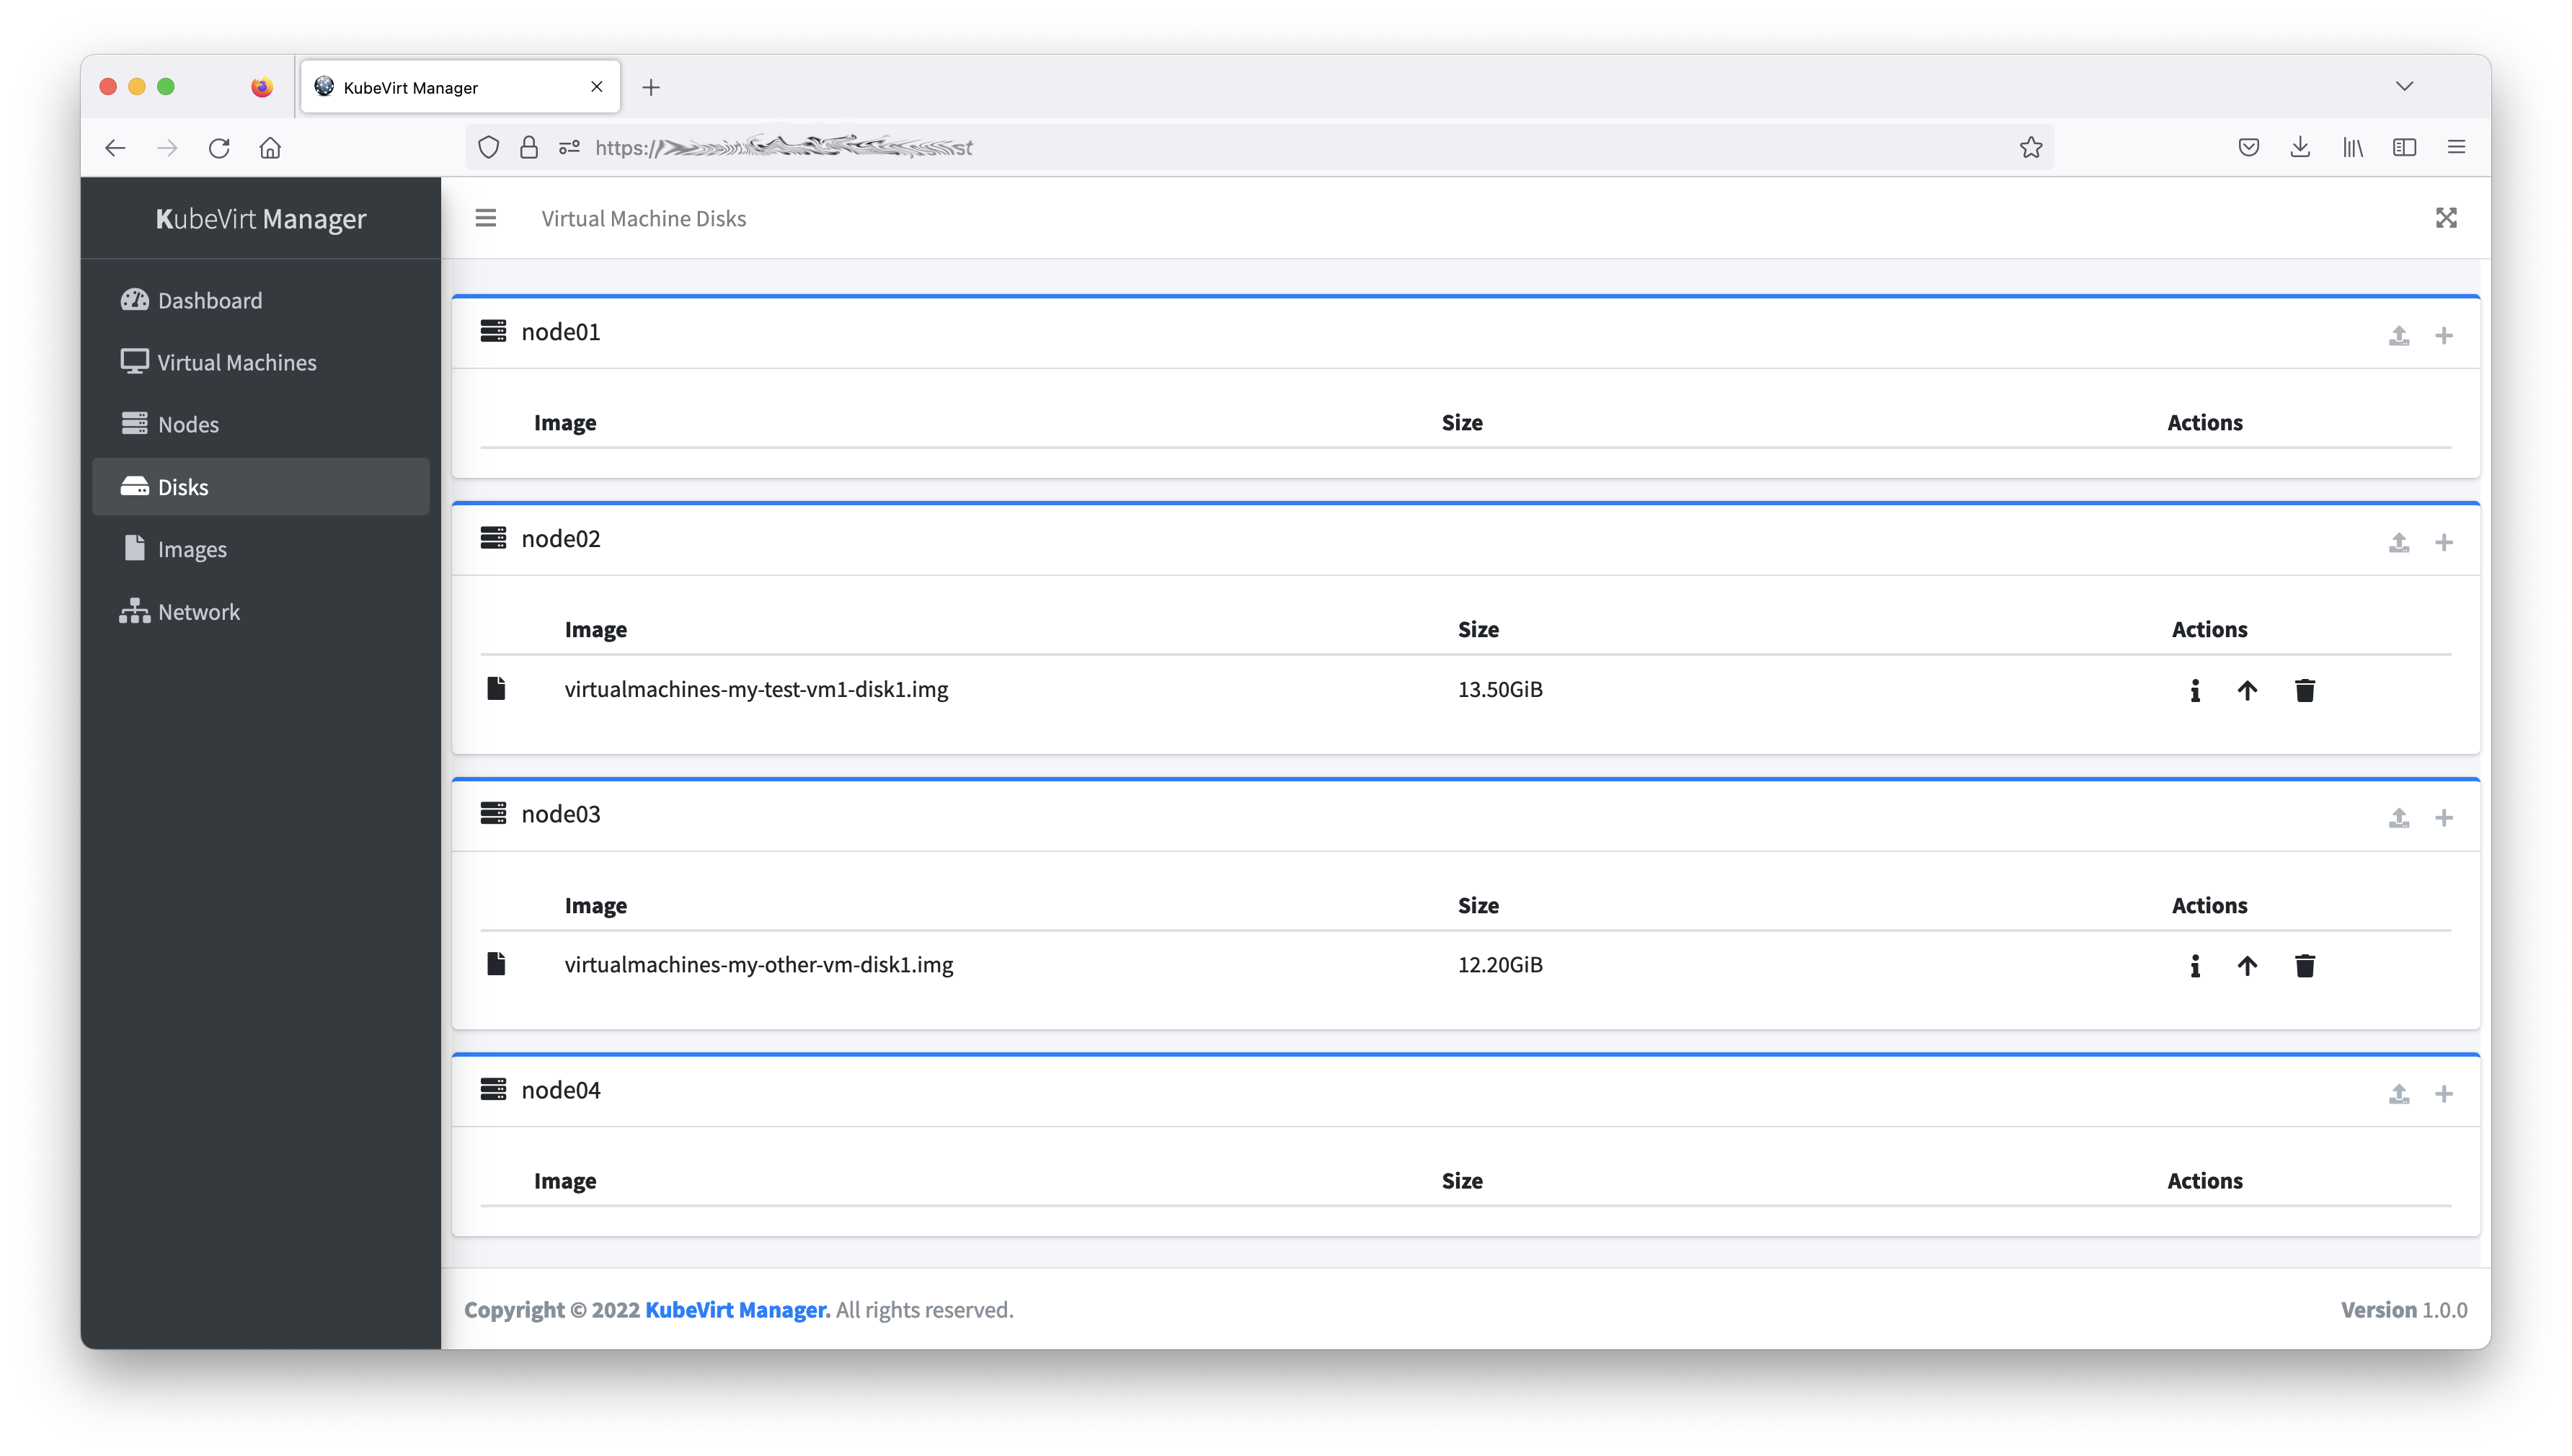 KubeVirt Manager
https://
KubeVirt Manager
Virtual Machine Disks
Dashboard
Virtual Machines
Nodes
Disks
Images
Network
node01
Image Size Actions
node02
Image Size Actions
virtualmachines-my-test-vm1-disk1.img 13.50GiB
node03
Image Size Actions
virtualmachines-my-other-vm-disk1.img 12.20GiB
node04
Image Size Actions
Copyright © 2022 KubeVirt Manager. All rights reserved.
Version 1.0.0